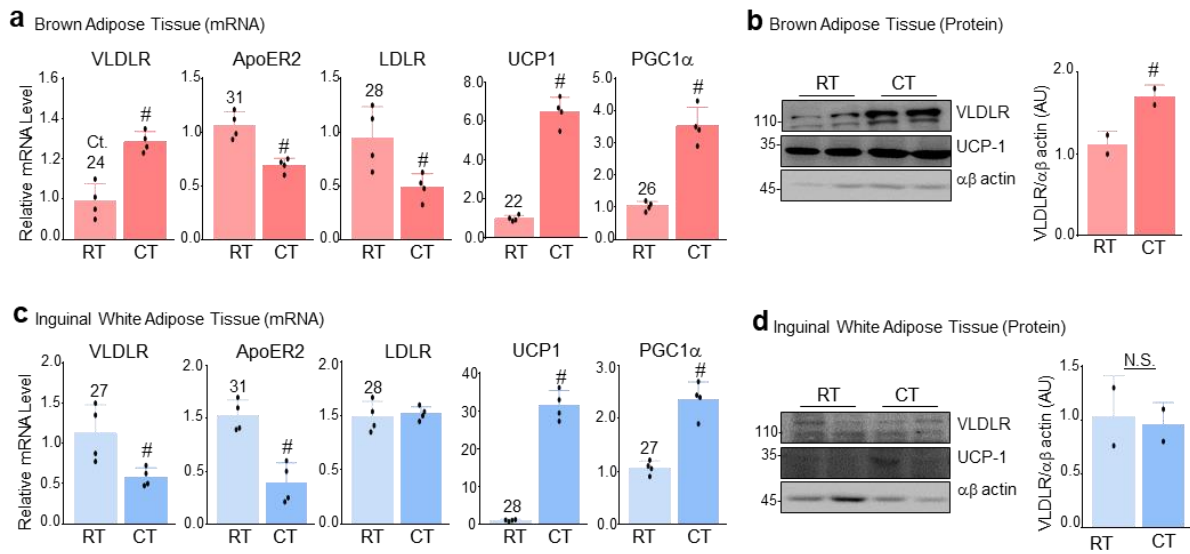 a Brown Adipose Tissue (mRNA)
VLDLR ApoER2 LDLR UCP1 PGC1α
Relative mRNA Level
1.6
1.4
1.2
1.0
0.0
Ct.
24
#
RT CT
1.5
1.0
0.5
0.0
31
#
RT CT
1.5
1.0
0.5
0.0
28
#
RT CT
8.0
6.0
4.0
2.0
0.0
22
#
RT CT
5.0
4.0
3.0
2.0
1.0
0.0
26
#
RT CT
b Brown Adipose Tissue (Protein)
RT CT
110
VLDLR
35
UCP-1
45
αβ actin
VLDLR/αβ actin (AU)
2.0
1.0
0.0
#
RT CT
c Inguinal White Adipose Tissue (mRNA)
VLDLR ApoER2 LDLR UCP1 PGC1α
Relative mRNA Level
2.0
1.5
1.0
0.5
0.0
27
#
RT CT
2.0
1.5
0.5
0.0
31
#
RT CT
2.0
1.5
0.5
0.0
28
RT CT
40
30
20
10
0.0
28
#
RT CT
3.0
2.0
1.0
0.0
27
#
RT CT
d Inguinal White Adipose Tissue (Protein)
RT CT
110
VLDLR
35
UCP-1
45
αβ actin
VLDLR/αβ actin (AU)
1.5
1.0
0.5
0.0
N.S.
RT CT